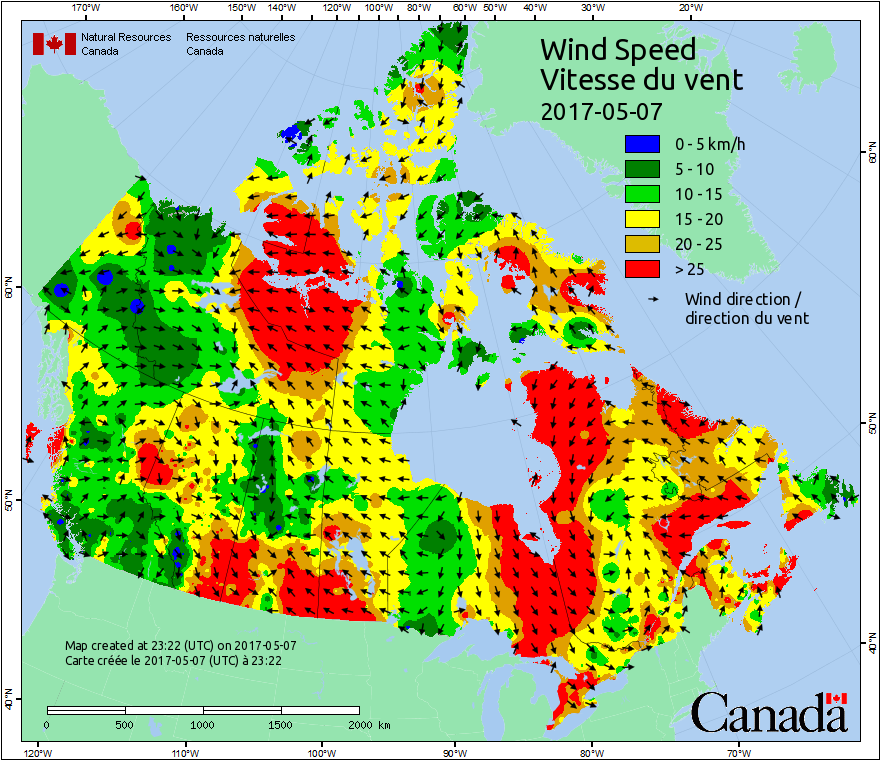 170°W 160°W 150°W 140°W 130°W 120°W 110°W 100°W 90°W 80°W 70°W 60°W 50°W 40°W 30°W 20°W
Natural Resources Ressources naturelles
Canada Canada
Wind Speed
Vitesse du vent
2017-05-07
0 - 5 km/h
5 - 10
10 - 15
15 - 20
20 - 25
> 25
Wind direction /
direction du vent
60°N 60°N
50°N 50°N
50°N
40°N 40°N
Map created at 23:22 (UTC) on 2017-05-07
Carte créée le 2017-05-07 (UTC) à 23:22
0 500 1000 1500 2000 km
Canada
120°W 110°W 100°W 90°W 80°W 70°W